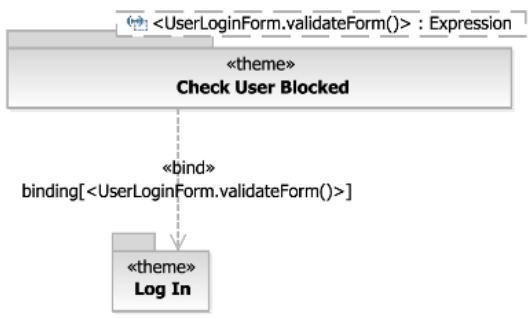 <UserLoginForm.validateForm()> : Expression
«theme»
Check User Blocked
«bind»
binding[<UserLoginForm.validateForm()>]
«theme»
Log In